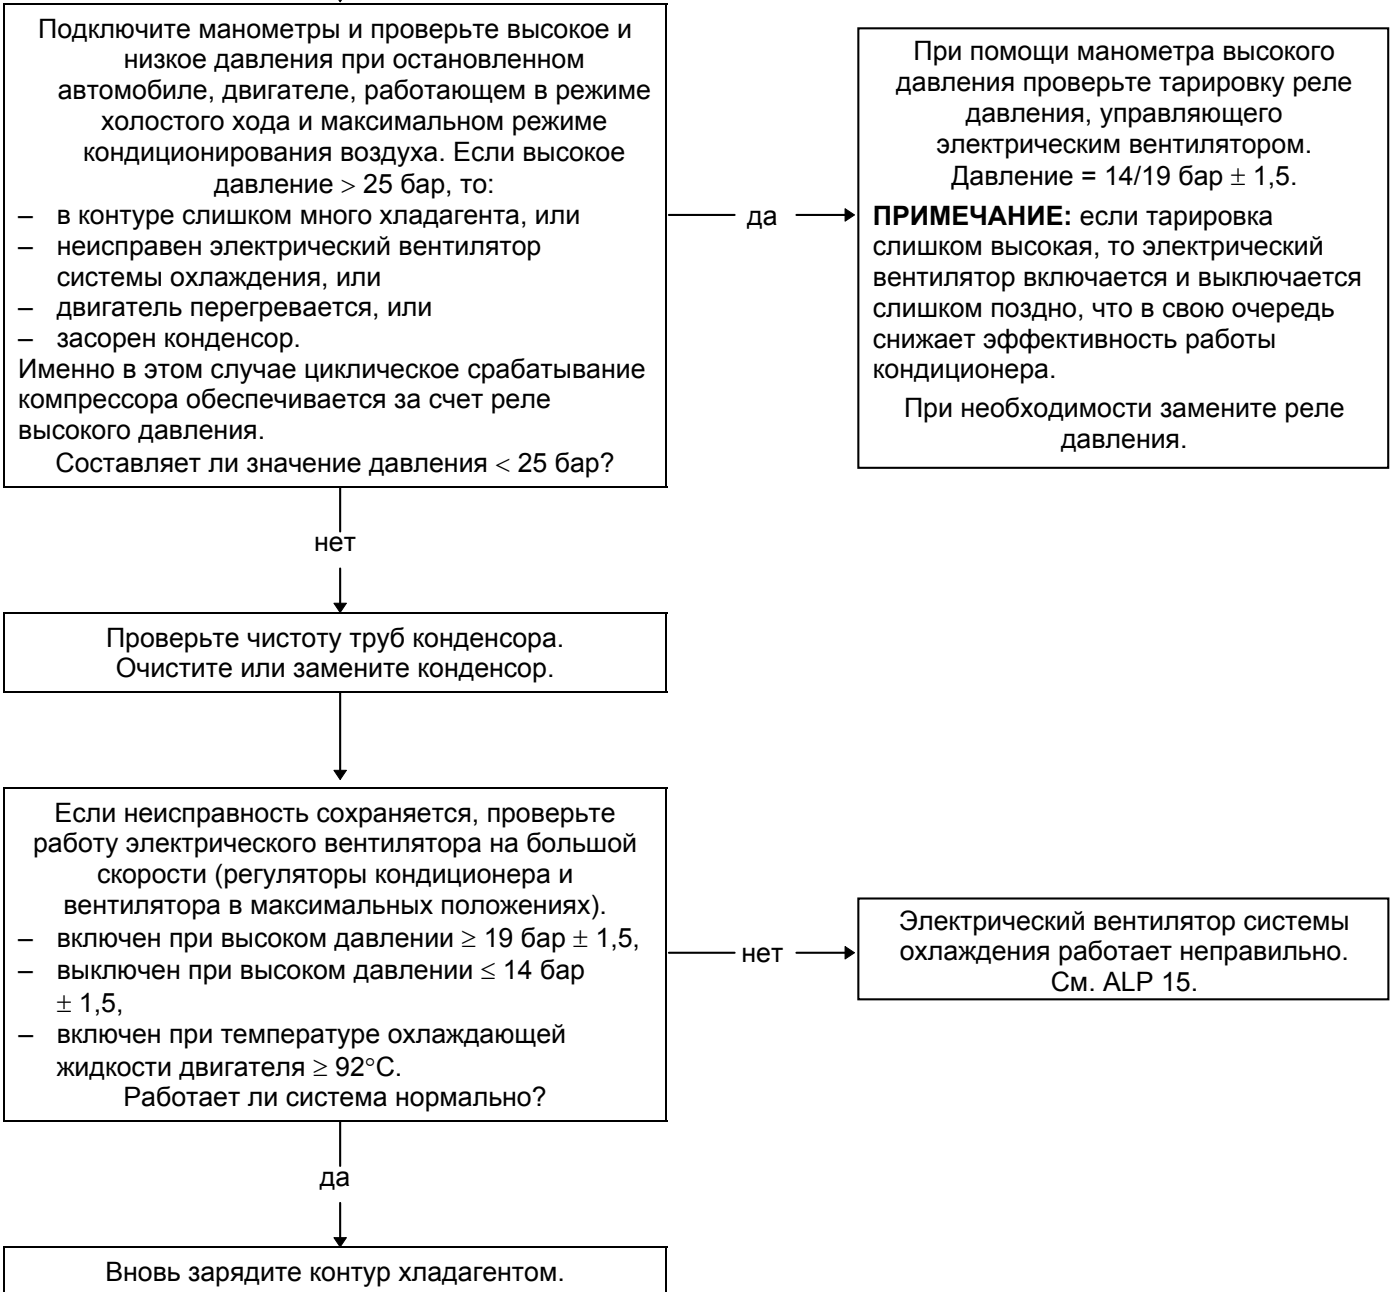 Подключите манометры и проверьте высокое и
низкое давления при остановленном
автомобиле, двигателе, работающем в режиме
холостого хода и максимальном режиме
кондиционирования воздуха. Если высокое
давление > 25 бар, то:
– в контуре слишком много хладагента, или
– неисправен электрический вентилятор
системы охлаждения, или
– двигатель перегревается, или
– засорен конденсор.
Именно в этом случае циклическое срабатывание
компрессора обеспечивается за счет реле
высокого давления.
Составляет ли значение давления < 25 бар?
да
При помощи манометра высокого
давления проверьте тарировку реле
давления, управляющего
электрическим вентилятором.
Давление = 14/19 бар ± 1,5.
ПРИМЕЧАНИЕ: если тарировка
слишком высокая, то электрический
вентилятор включается и выключается
слишком поздно, что в свою очередь
снижает эффективность работы
кондиционера.
При необходимости замените реле
давления.
нет
Проверьте чистоту труб конденсора.
Очистите или замените конденсор.
Если неисправность сохраняется, проверьте
работу электрического вентилятора на большой
скорости (регуляторы кондиционера и
вентилятора в максимальных положениях).
– включен при высоком давлении ≥ 19 бар ± 1,5,
– выключен при высоком давлении ≤ 14 бар
± 1,5,
– включен при температуре охлаждающей
жидкости двигателя ≥ 92°C.
Работает ли система нормально?
нет
Электрический вентилятор системы
охлаждения работает неправильно.
См. ALP 15.
да
Вновь зарядите контур хладагентом.